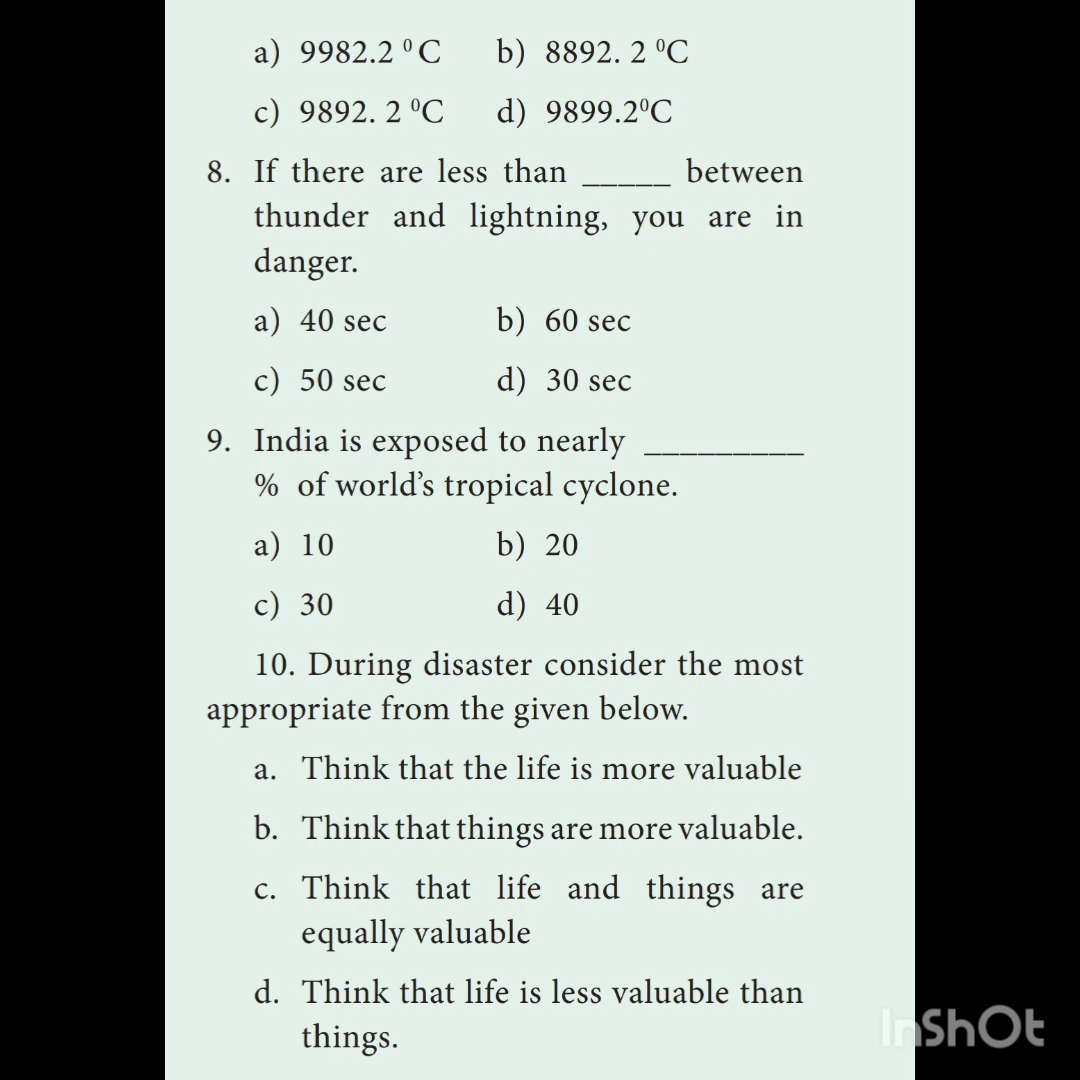 a) 9982.2 ⁰ C b) 8892. 2 ⁰C
c) 9892. 2 ⁰C d) 9899.2⁰C
8. If there are less than _____ between
thunder and lightning, you are in
danger.
a) 40 sec b) 60 sec
c) 50 sec d) 30 sec
9. India is exposed to nearly _________
% of world’s tropical cyclone.
a) 10 b) 20
c) 30 d) 40
10. During disaster consider the most
appropriate from the given below.
a. Think that the life is more valuable
b. Think that things are more valuable.
c. Think that life and things are
equally valuable
d. Think that life is less valuable than
things.
InShOt